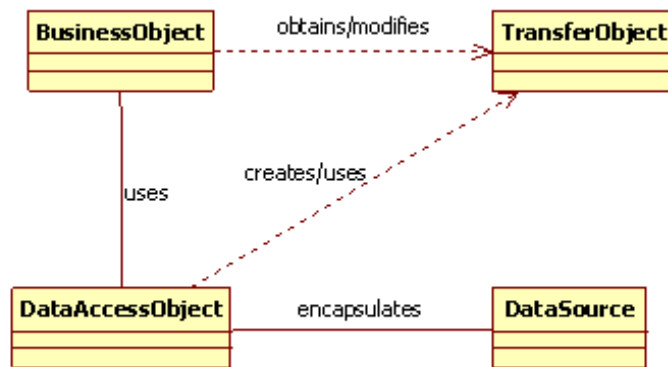 BusinessObject
obtains/modifies
TransferObject
creates/uses
uses
DataAccessObject
encapsulates
DataSource